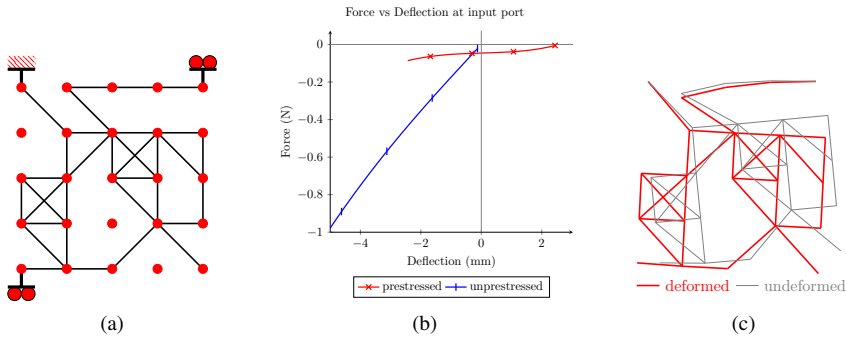 Force vs Deflection at input port
0
−0.2
−0.4
−0.6
−0.8
−1
Force (N)
−4 −2 0 2
Deflection (mm)
prestressed unprestressed
deformed undeformed
(a) (b) (c)